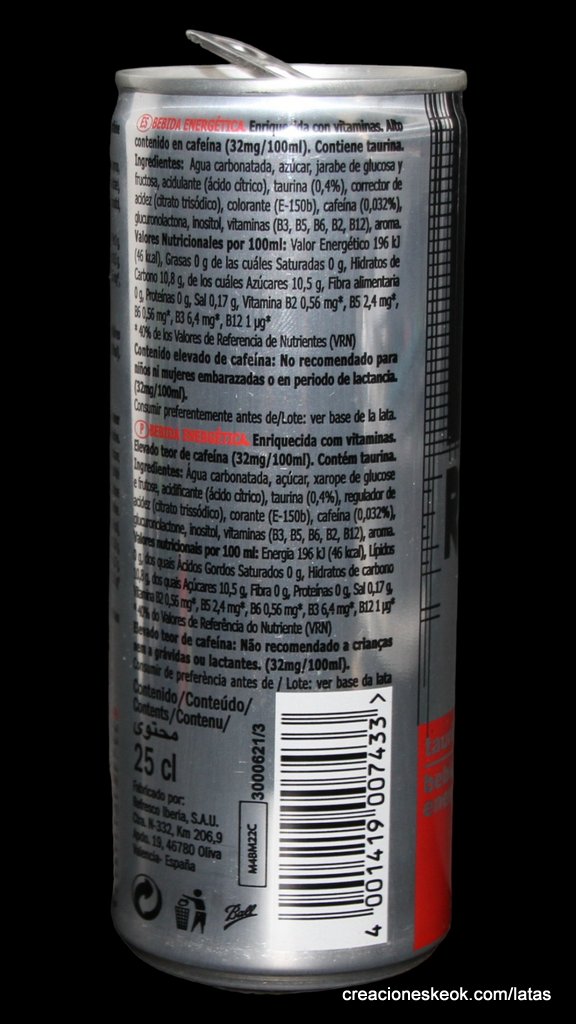 ES BEBIDA ENERGÉTICA. Enriquecida con vitaminas. Alto
contenido en cafeína (32mg/100ml). Contiene taurina.
Ingredientes: Agua carbonatada, azúcar, jarabe de glucosa y
fructosa, acidulante (ácido cítrico), taurina (0,4%), corrector de
acidez (citrato trisódico), colorante (E-150b), cafeína (0,032%),
glucuronolactona, inositol, vitaminas (B3, B5, B6, B2, B12), aroma.
Valores Nutricionales por 100ml: Valor Energético 196 kJ
(46 kcal), Grasas 0 g de las cuáles Saturadas 0 g, Hidratos de
Carbono 10,8 g, de los cuáles Azúcares 10,5 g, Fibra alimentaria
0 g, Proteínas 0 g, Sal 0,17 g, Vitamina B2 0,56 mg*, B5 2,4 mg*,
B6 0,56 mg*, B3 6,4 mg*, B12 1 µg*
* 40% de los Valores de Referencia de Nutrientes (VRN)
Contenido elevado de cafeína: No recomendado para
niños ni mujeres embarazadas o en periodo de lactancia.
(32mg/100ml).
Consumir preferentemente antes de/Lote: ver base de la lata.
P BEBIDA ENERGÉTICA. Enriquecida com vitaminas.
Elevado teor de cafeína (32mg/100ml). Contém taurina.
Ingredientes: Água carbonatada, açúcar, xarope de glucose
e frutose, acidificante (ácido cítrico), taurina (0,4%), regulador de
acidez (citrato trissódico), corante (E-150b), cafeína (0,032%),
glucuronolactone, inositol, vitaminas (B3, B5, B6, B2, B12), aroma.
Valores nutricionais por 100 ml: Energia 196 kJ (46 kcal), Lípidos
0 g, dos quais Ácidos Gordos Saturados 0 g, Hidratos de carbono
10,8 g, dos quais Açúcares 10,5 g, Fibra 0 g, Proteínas 0 g, Sal 0,17 g,
Vitamina B2 0,56 mg*, B5 2,4 mg*, B6 0,56 mg*, B3 6,4 mg*, B12 1 µg*
* 40% do Valores de Referência do Nutriente (VRN)
Elevado teor de cafeína: Não recomendado a crianças
nem a grávidas ou lactantes. (32mg/100ml).
Consumir de preferência antes de / Lote: ver base da lata
Contenido/Conteúdo/
Contents/Contenu/
محتوى
25 cl
Fabricado por:
Refresco Iberia, S.A.U.
Ctra. N-332, Km 206,9
Apdo. 19, 46780 Oliva
Valencia- España
Ball
M48M22C
3000621/3
4 001419 007433 >
R
creacioneskeok.com/latas